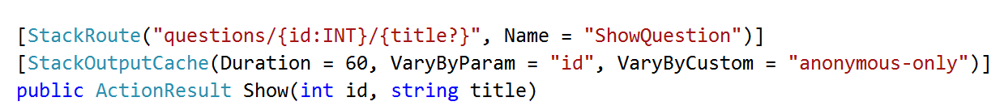 [StackRoute("questions/{id:INT}/{title?}", Name = "ShowQuestion")]
[StackOutputCache(Duration = 60, VaryByParam = "id", VaryByCustom = "anonymous-only")]
public ActionResult Show(int id, string title)